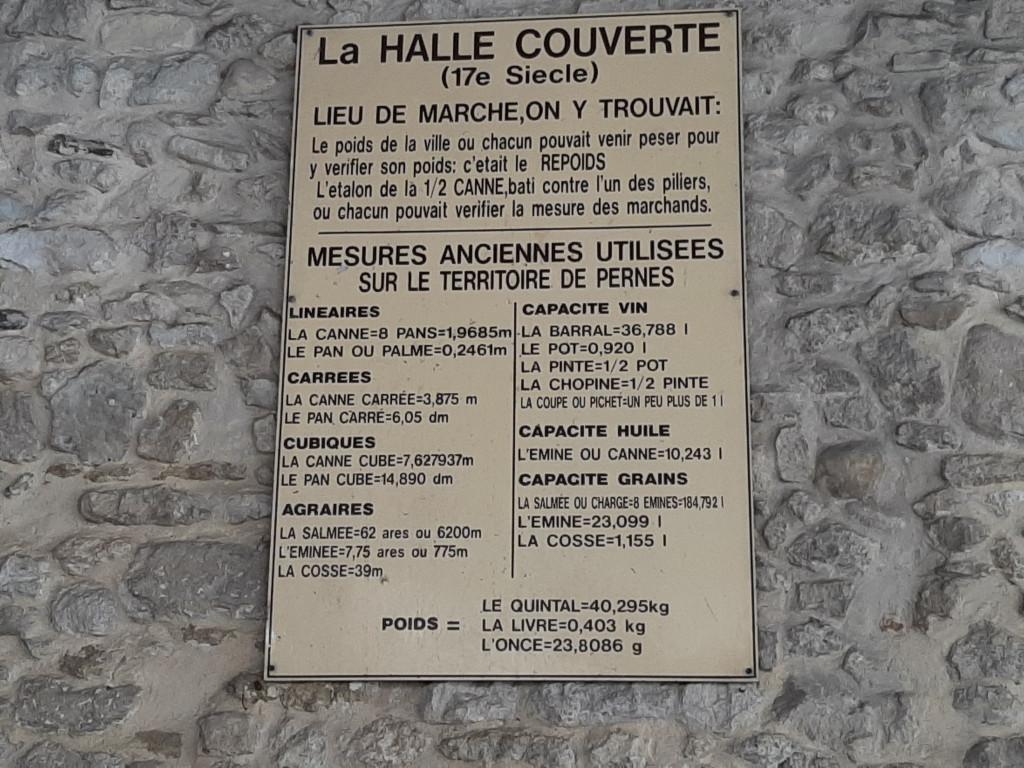 La HALLE COUVERTE
(17e Siecle)
LIEU DE MARCHE,ON Y TROUVAIT:
Le poids de la ville ou chacun pouvait venir peser pour
y verifier son poids: c'etait le REPOIDS
L'etalon de la 1/2 CANNE,bati contre l'un des piliers,
ou chacun pouvait verifier la mesure des marchands.
MESURES ANCIENNES UTILISEES
SUR LE TERRITOIRE DE PERNES
LINEAIRES
LA CANNE=8 PANS=1,9685m
LE PAN OU PALME=0,2461m
CARREES
LA CANNE CARRÉE=3,875 m
LE PAN CARRÉ=6,05 dm
CUBIQUES
LA CANNE CUBE=7,627937m
LE PAN CUBE=14,890 dm
AGRAIRES
LA SALMEE=62 ares ou 6200m
L'EMINEE=7,75 ares ou 775m
LA COSSE=39m
CAPACITE VIN
LA BARRAL=36,788 l
LE POT=0,920 l
LA PINTE=1/2 POT
LA CHOPINE=1/2 PINTE
LA COUPE OU PICHET=UN PEU PLUS DE 1 l
CAPACITE HUILE
L'EMINE OU CANNE=10,243 l
CAPACITE GRAINS
LA SALMÉE OU CHARGE=8 EMINES=184,792 l
L'EMINE=23,099 l
LA COSSE=1,155 l
POIDS =
LE QUINTAL=40,295kg
LA LIVRE=0,403 kg
L'ONCE=23,8086 g